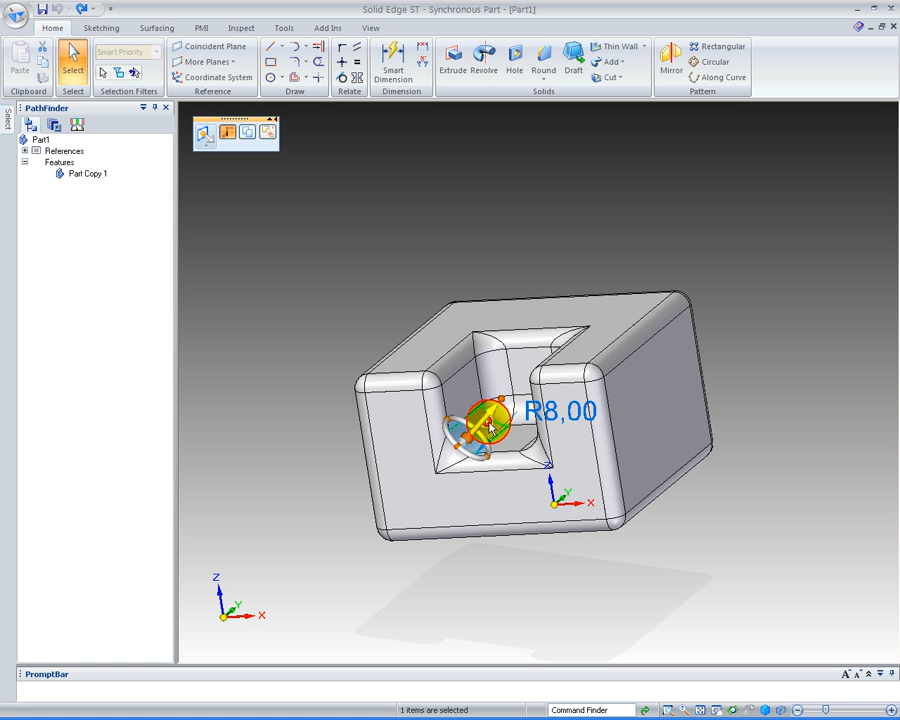 Solid Edge ST - Synchronous Part - [Part1]
Home Sketching Surfacing PMI Inspect Tools Add Ins View
Paste
Clipboard
Select
Select
Smart Priority
Selection Filters
Coincident Plane
More Planes
Coordinate System
Reference
Draw
Relate
Smart
Dimension
Dimension
Extrude Revolve Hole Round Draft
Thin Wall
Add
Cut
Solids
Mirror
Rectangular
Circular
Along Curve
Pattern
Select
PathFinder
Part1
References
Features
Part Copy 1
R8,00
Z
Y
X
Z
Y
X
PromptBar
1 items are selected
Command Finder